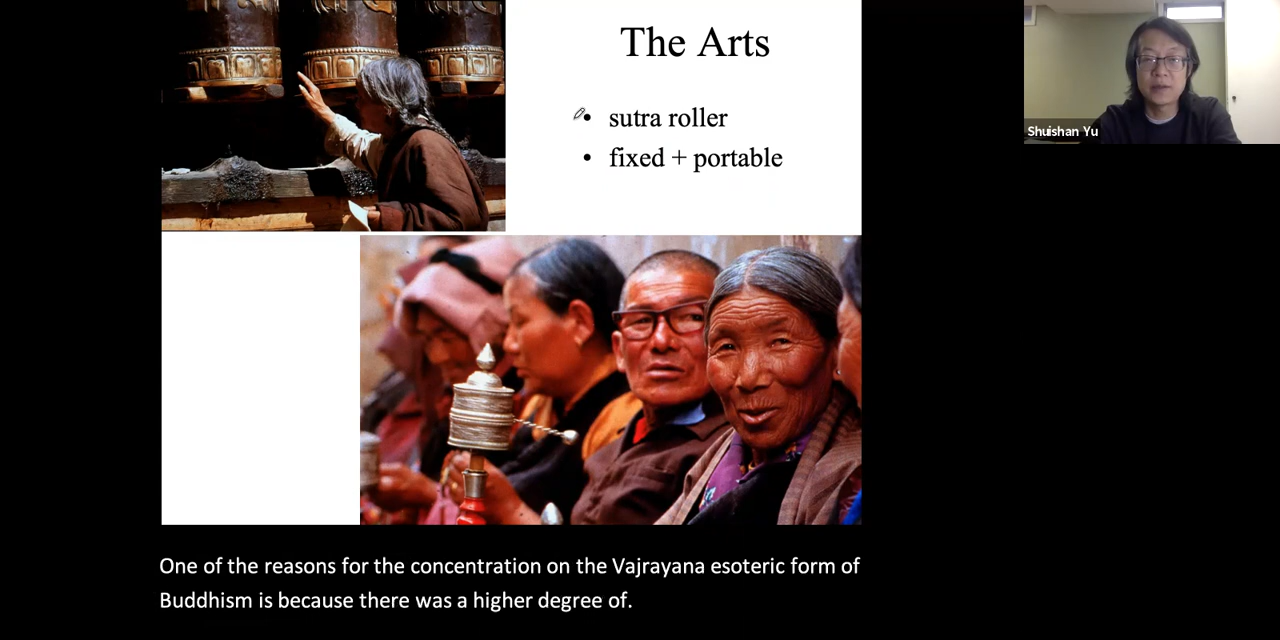 The Arts
• sutra roller
• fixed + portable
Shuishan Yu
One of the reasons for the concentration on the Vajrayana esoteric form of
Buddhism is because there was a higher degree of.